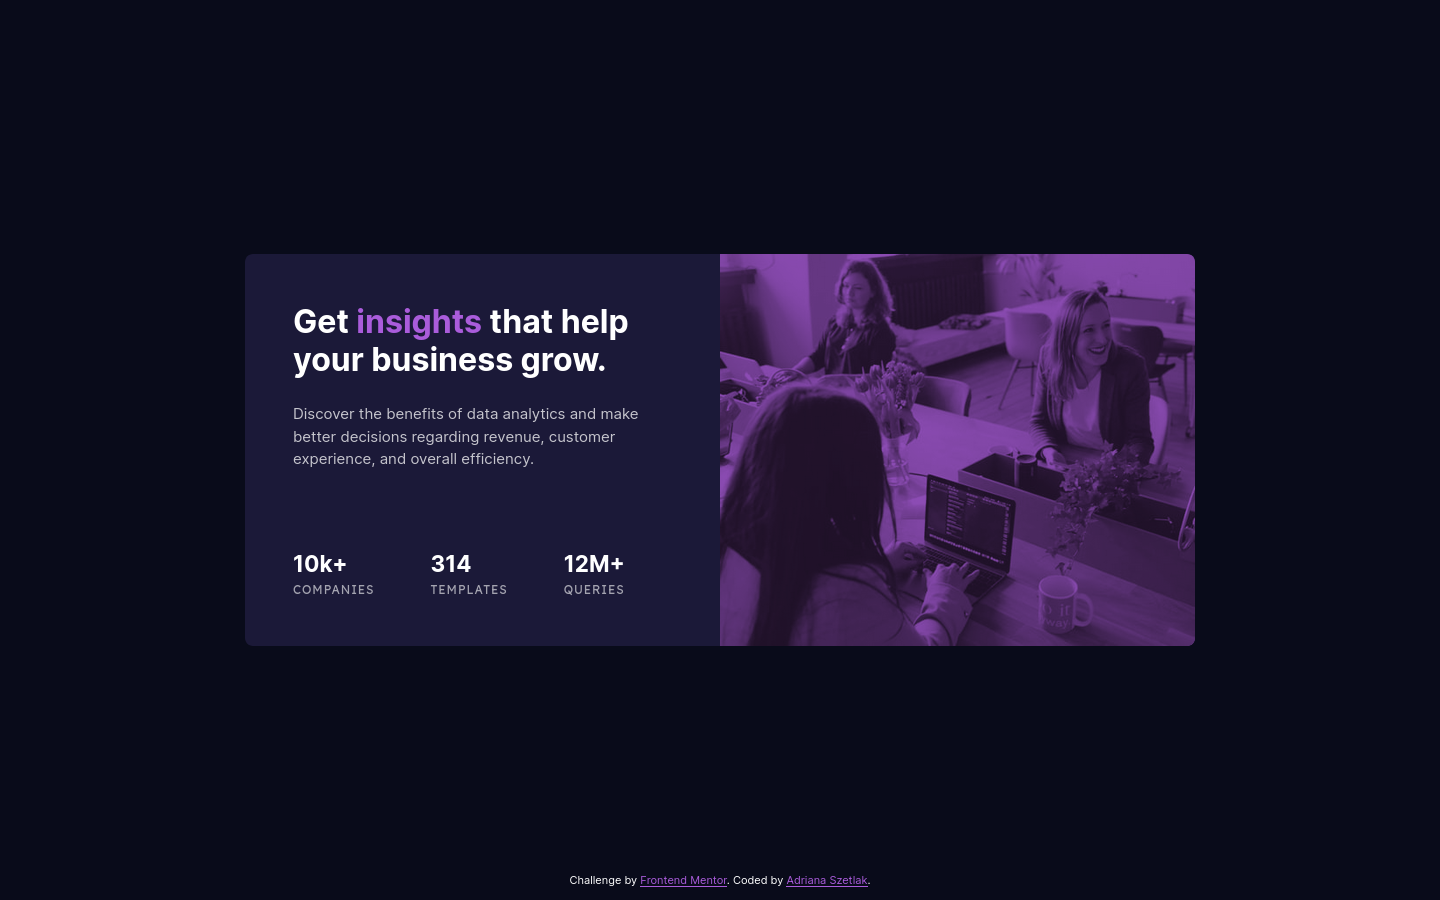 Get insights that help
your business grow.
Discover the benefits of data analytics and make
better decisions regarding revenue, customer
experience, and overall efficiency.
10k+
COMPANIES
314
TEMPLATES
12M+
QUERIES
Challenge by Frontend Mentor. Coded by Adriana Szetlak.